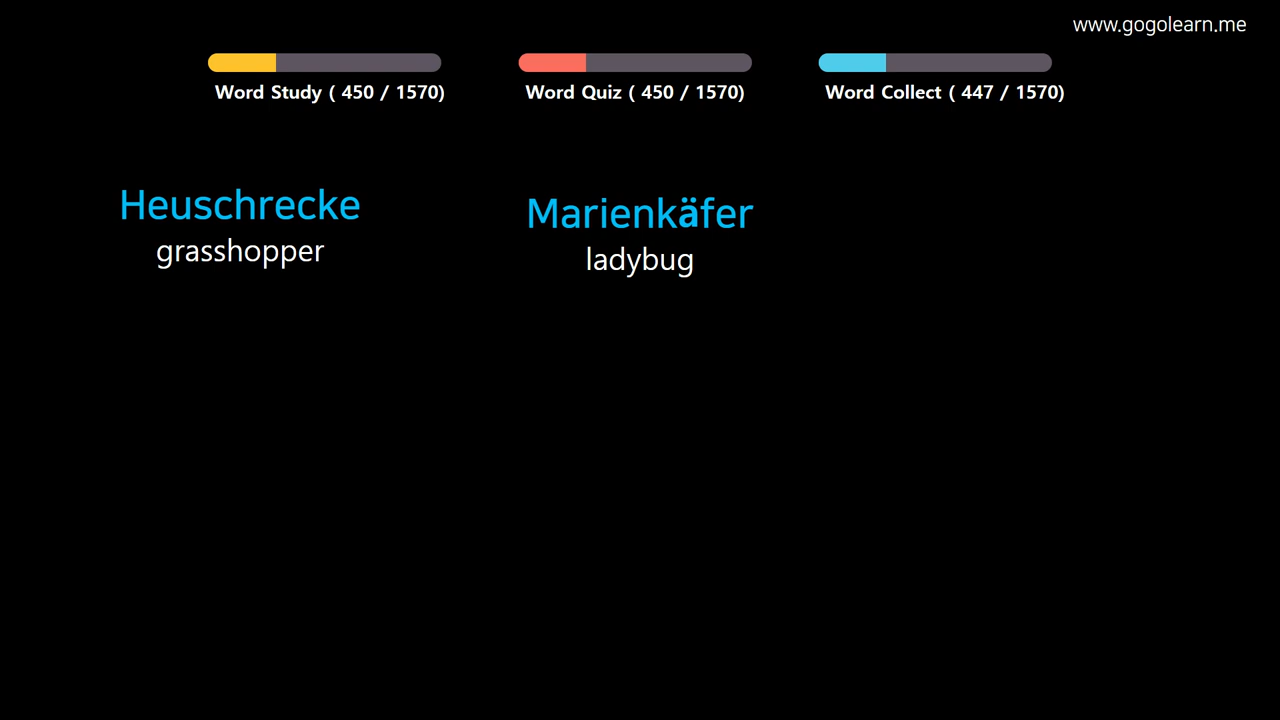 www.gogolearn.me
Word Study ( 450 / 1570)
Word Quiz ( 450 / 1570)
Word Collect ( 447 / 1570)
Heuschrecke
grasshopper
Marienkäfer
ladybug